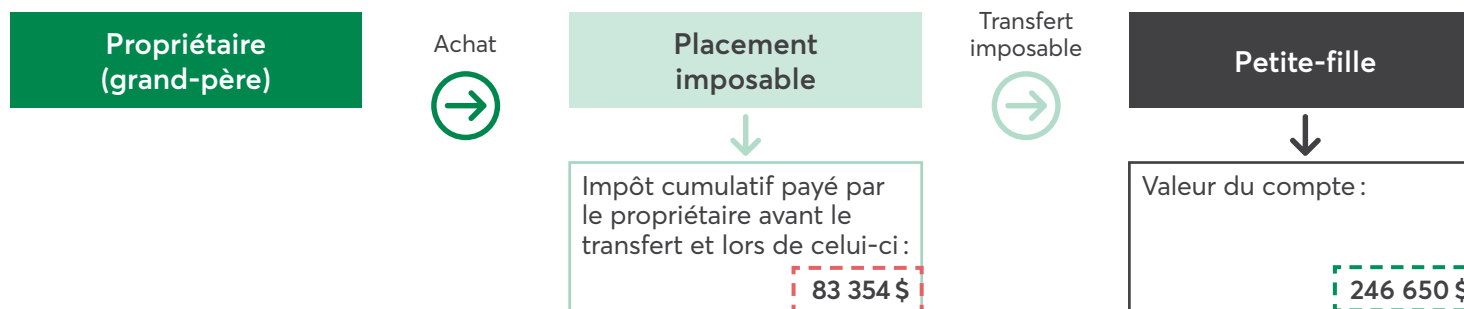 Propriétaire
(grand-père)
Achat
Placement
imposable
Transfert
imposable
Petite-fille
Impôt cumulatif payé par
le propriétaire avant le
transfert et lors de celui-ci :
83 354 $
Valeur du compte :
246 650 $